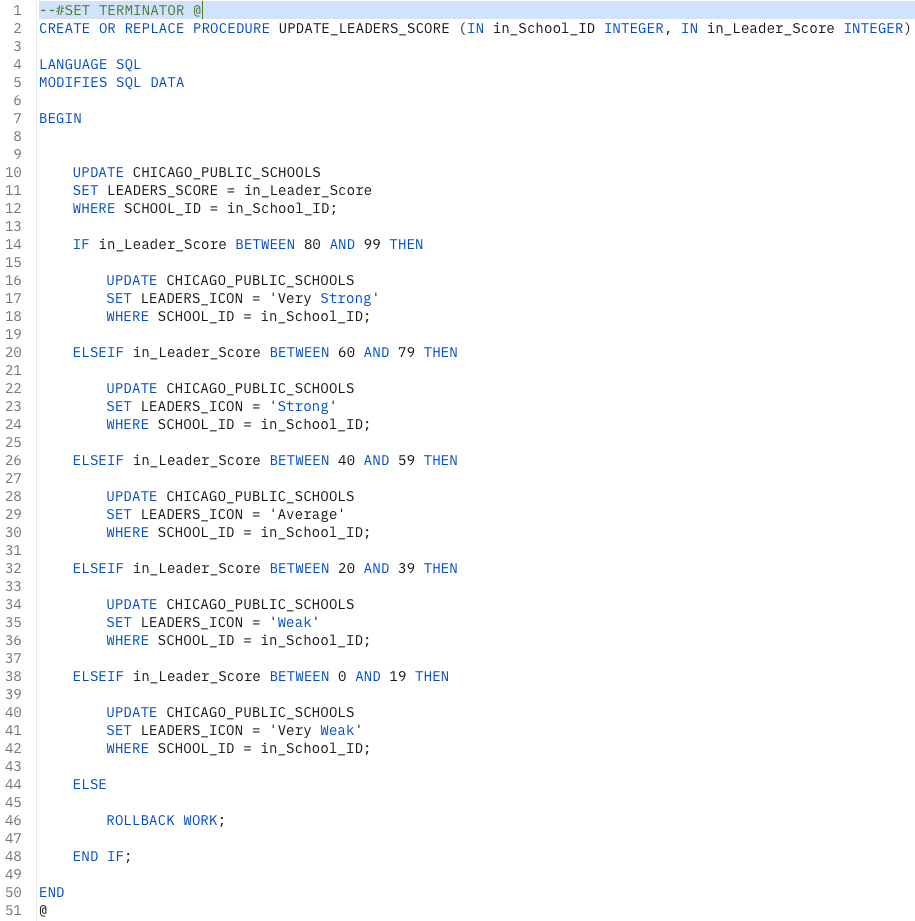 1 --#SET TERMINATOR @
2 CREATE OR REPLACE PROCEDURE UPDATE_LEADERS_SCORE (IN in_School_ID INTEGER, IN in_Leader_Score INTEGER)
3
4 LANGUAGE SQL
5 MODIFIES SQL DATA
6
7 BEGIN
8
9
10     UPDATE CHICAGO_PUBLIC_SCHOOLS
11     SET LEADERS_SCORE = in_Leader_Score
12     WHERE SCHOOL_ID = in_School_ID;
13
14     IF in_Leader_Score BETWEEN 80 AND 99 THEN
15
16         UPDATE CHICAGO_PUBLIC_SCHOOLS
17         SET LEADERS_ICON = 'Very Strong'
18         WHERE SCHOOL_ID = in_School_ID;
19
20     ELSEIF in_Leader_Score BETWEEN 60 AND 79 THEN
21
22         UPDATE CHICAGO_PUBLIC_SCHOOLS
23         SET LEADERS_ICON = 'Strong'
24         WHERE SCHOOL_ID = in_School_ID;
25
26     ELSEIF in_Leader_Score BETWEEN 40 AND 59 THEN
27
28         UPDATE CHICAGO_PUBLIC_SCHOOLS
29         SET LEADERS_ICON = 'Average'
30         WHERE SCHOOL_ID = in_School_ID;
31
32     ELSEIF in_Leader_Score BETWEEN 20 AND 39 THEN
33
34         UPDATE CHICAGO_PUBLIC_SCHOOLS
35         SET LEADERS_ICON = 'Weak'
36         WHERE SCHOOL_ID = in_School_ID;
37
38     ELSEIF in_Leader_Score BETWEEN 0 AND 19 THEN
39
40         UPDATE CHICAGO_PUBLIC_SCHOOLS
41         SET LEADERS_ICON = 'Very Weak'
42         WHERE SCHOOL_ID = in_School_ID;
43
44     ELSE
45
46         ROLLBACK WORK;
47
48     END IF;
49
50 END
51 @